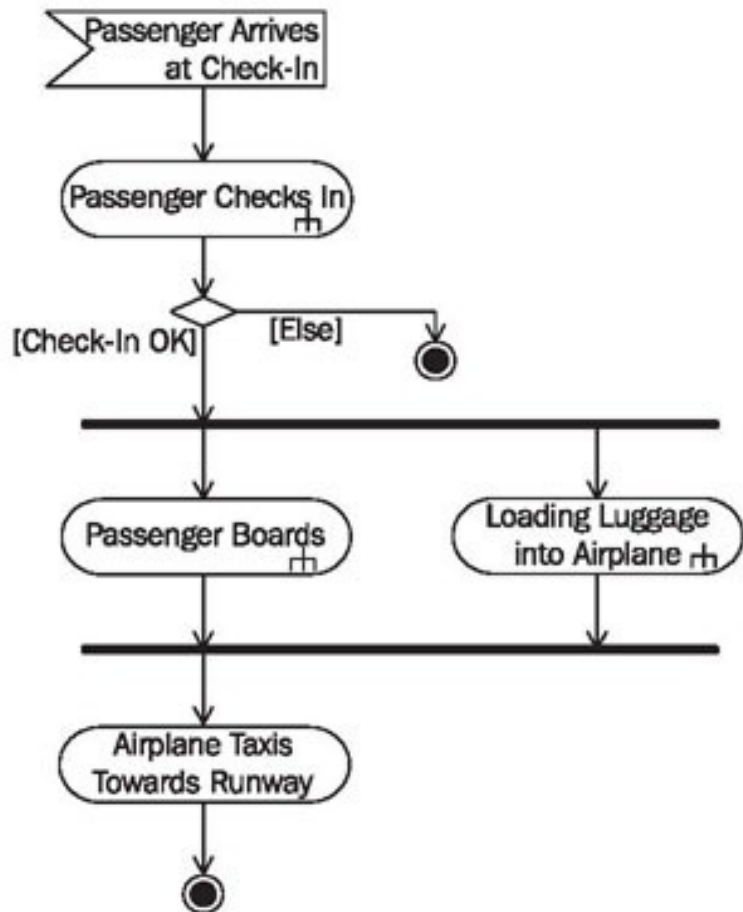 Passenger Arrives
at Check-In
Passenger Checks In
[Check-In OK]
[Else]
Passenger Boards
Loading Luggage
into Airplane
Airplane Taxis
Towards Runway